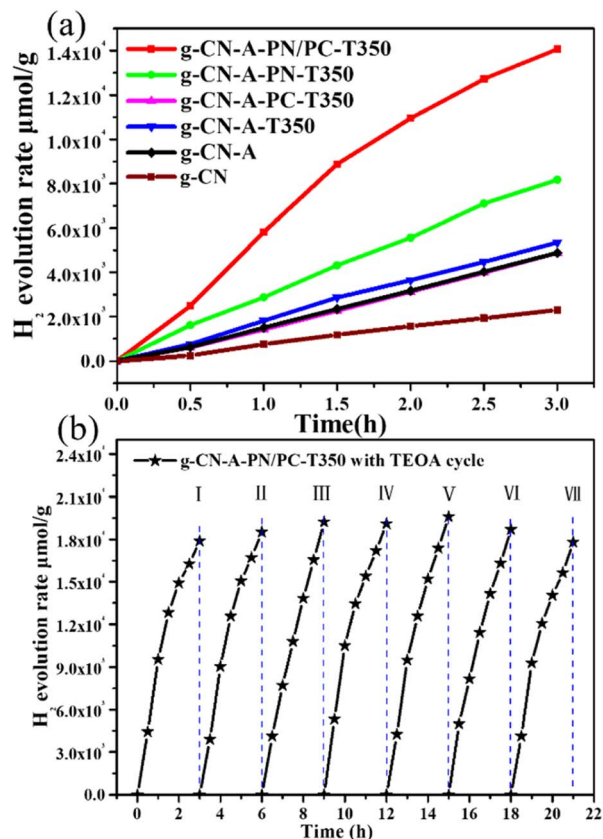 (a)
g-CN-A-PN/PC-T350
g-CN-A-PN-T350
g-CN-A-PC-T350
g-CN-A-T350
g-CN-A
g-CN
1.4x10⁴
1.2x10⁴
1.0x10⁴
8.0x10³
6.0x10³
4.0x10³
2.0x10³
0.0
H₂ evolution rate μmol/g
0.0 0.5 1.0 1.5 2.0 2.5 3.0
Time(h)
(b)
g-CN-A-PN/PC-T350 with TEOA cycle
I II III IV V VI VII
2.4x10⁴
2.1x10⁴
1.8x10⁴
1.5x10⁴
1.2x10⁴
9.0x10³
6.0x10³
3.0x10³
0.0
H₂ evolution rate μmol/g
0 2 4 6 8 10 12 14 16 18 20 22
Time (h)